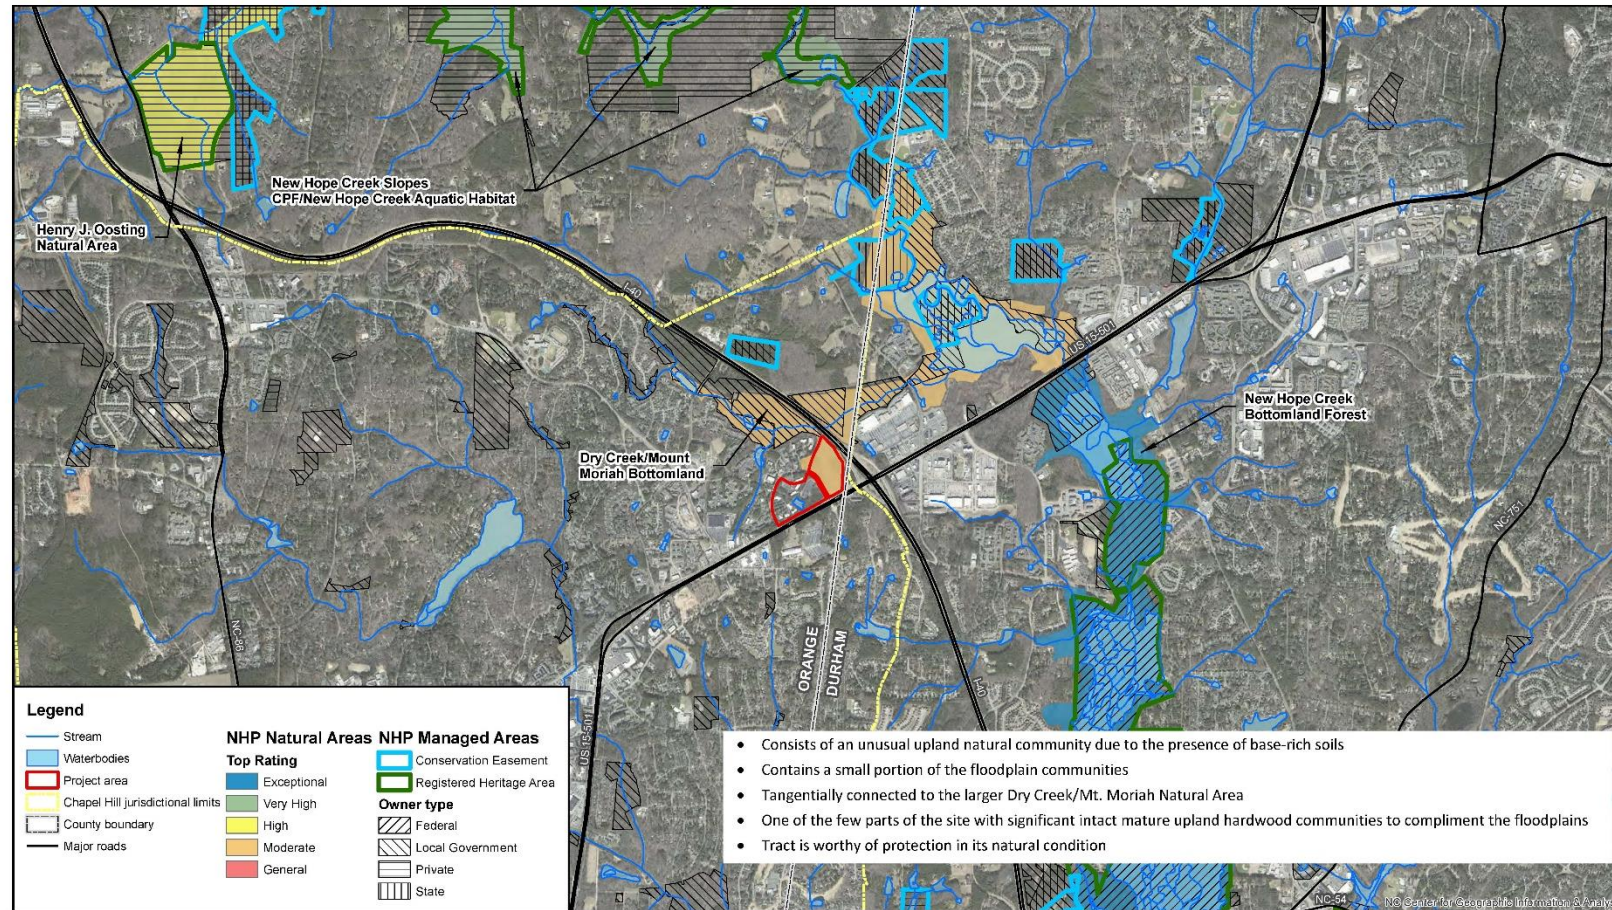 New Hope Creek Slopes
CPF/New Hope Creek Aquatic Habitat
Henry J. Oosting
Natural Area
I-40
US 15-501
New Hope Creek
Bottomland Forest
Dry Creek/Mount
Moriah Bottomland
NC-751
NC-86
ORANGE
DURHAM
I-40
US 15-501
Legend
Stream
Waterbodies
Project area
Chapel Hill jurisdictional limits
County boundary
Major roads
NHP Natural Areas
Top Rating
Exceptional
Very High
High
Moderate
General
NHP Managed Areas
Conservation Easement
Registered Heritage Area
Owner type
Federal
Local Government
Private
State
• Consists of an unusual upland natural community due to the presence of base-rich soils
• Contains a small portion of the floodplain communities
• Tangentially connected to the larger Dry Creek/Mt. Moriah Natural Area
• One of the few parts of the site with significant intact mature upland hardwood communities to compliment the floodplains
• Tract is worthy of protection in its natural condition
NC-54
NC Center for Geographic Information & Analys